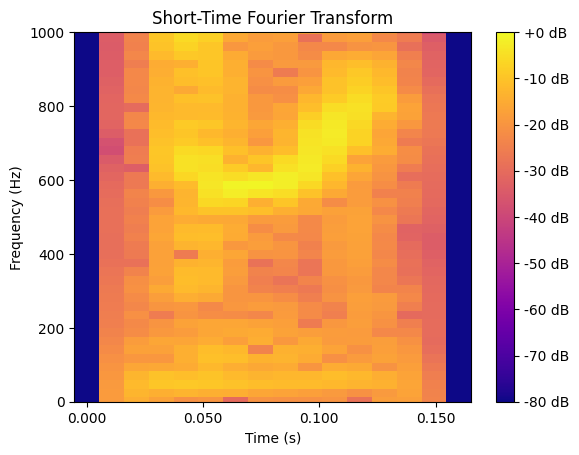 Short-Time Fourier Transform
1000
800
600
400
200
0
Frequency (Hz)
0.000
0.050
0.100
0.150
Time (s)
+0 dB
-10 dB
-20 dB
-30 dB
-40 dB
-50 dB
-60 dB
-70 dB
-80 dB